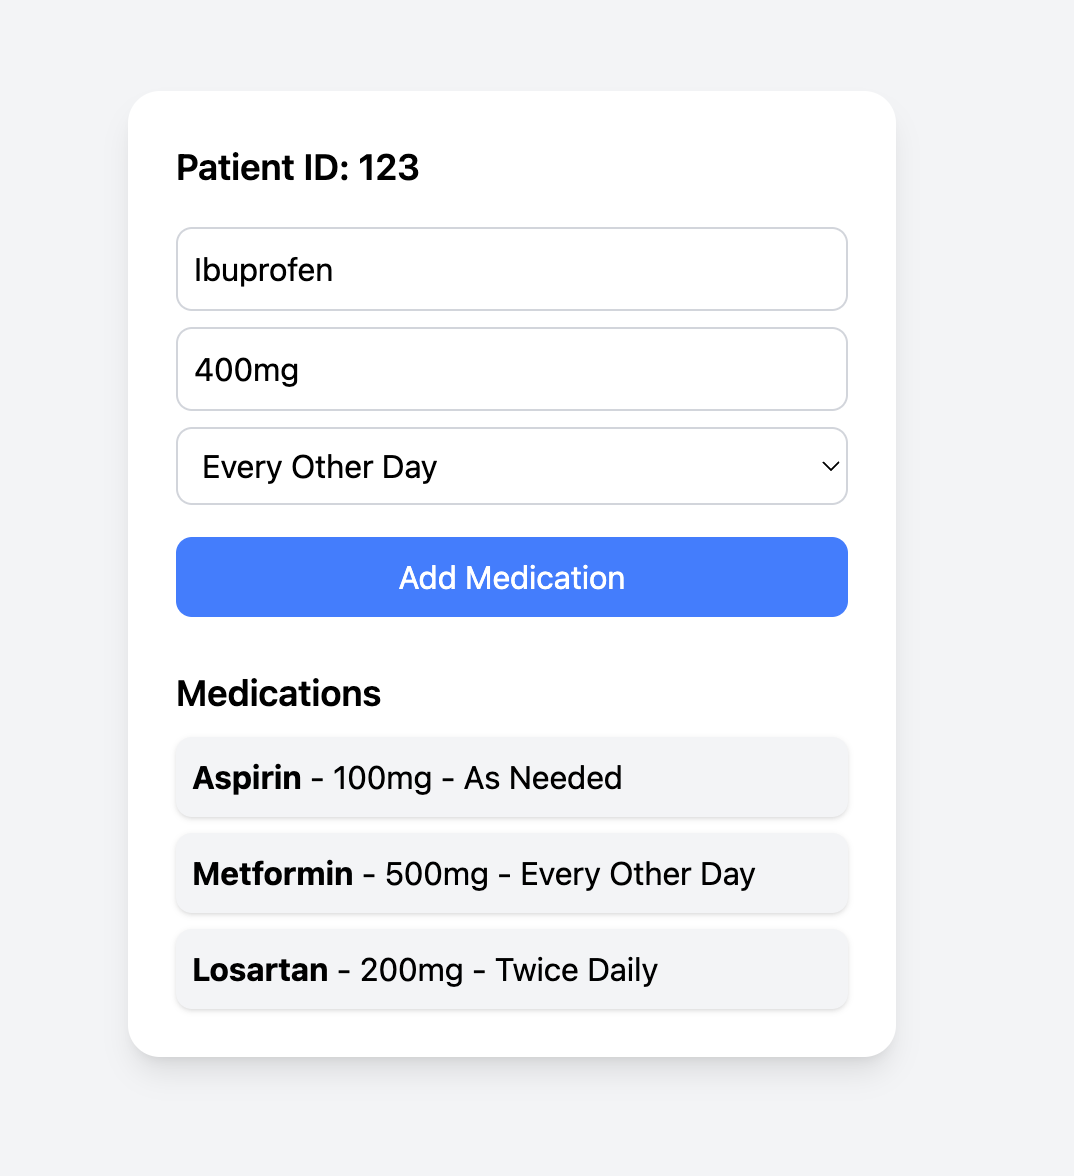 Patient ID: 123
Ibuprofen
400mg
Every Other Day
Add Medication
Medications
Aspirin - 100mg - As Needed
Metformin - 500mg - Every Other Day
Losartan - 200mg - Twice Daily